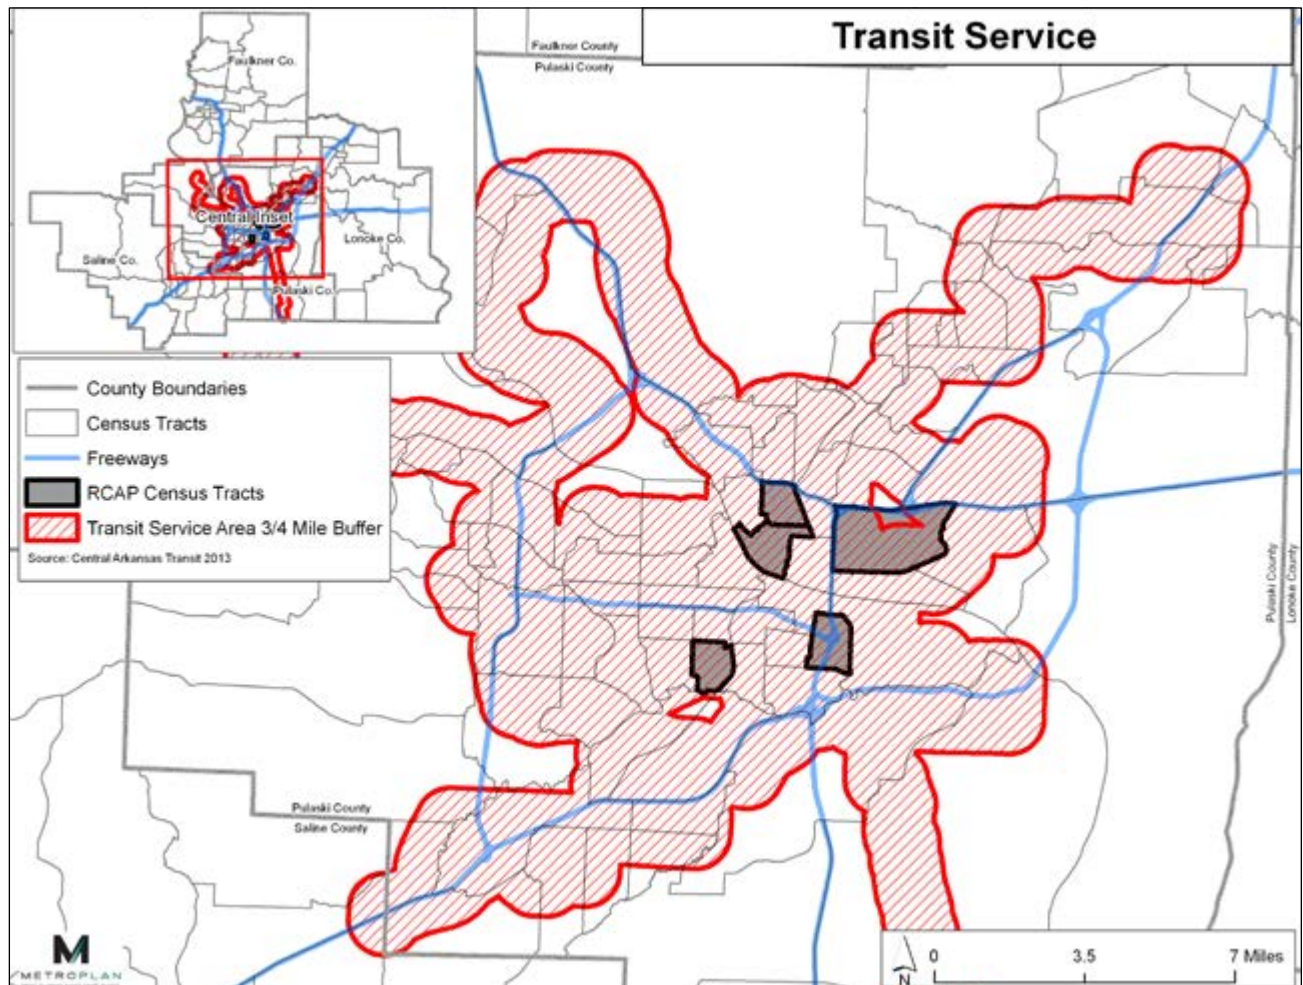 Transit Service
Faulkner County
Pulaski County
Faulkner Co.
Central Inset
Lonoke Co.
Saline Co.
Pulaski Co.
County Boundaries
Census Tracts
Freeways
RCAP Census Tracts
Transit Service Area 3/4 Mile Buffer
Source: Central Arkansas Transit 2013
Pulaski County
Lonoke County
Pulaski County
Saline County
METROPLAN
N
0 3.5 7 Miles